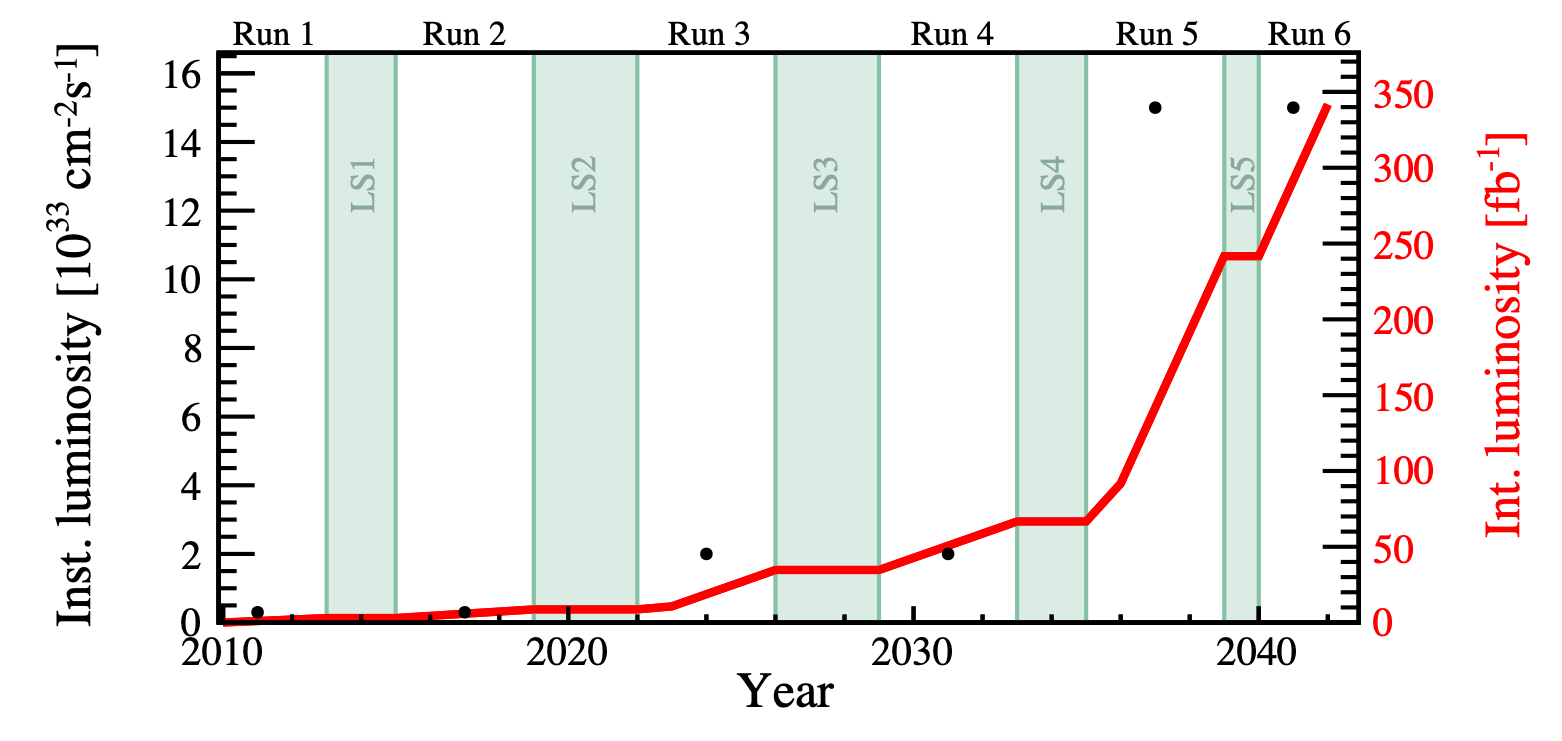 Run 1 Run 2 Run 3 Run 4 Run 5 Run 6
Inst. luminosity [10³³ cm⁻²s⁻¹]
16
14
12
10
8
6
4
2
0
LS1
LS2
LS3
LS4
LS5
350
300
250
200
150
100
50
0
Int. luminosity [fb⁻¹]
2010 2020 2030 2040
Year